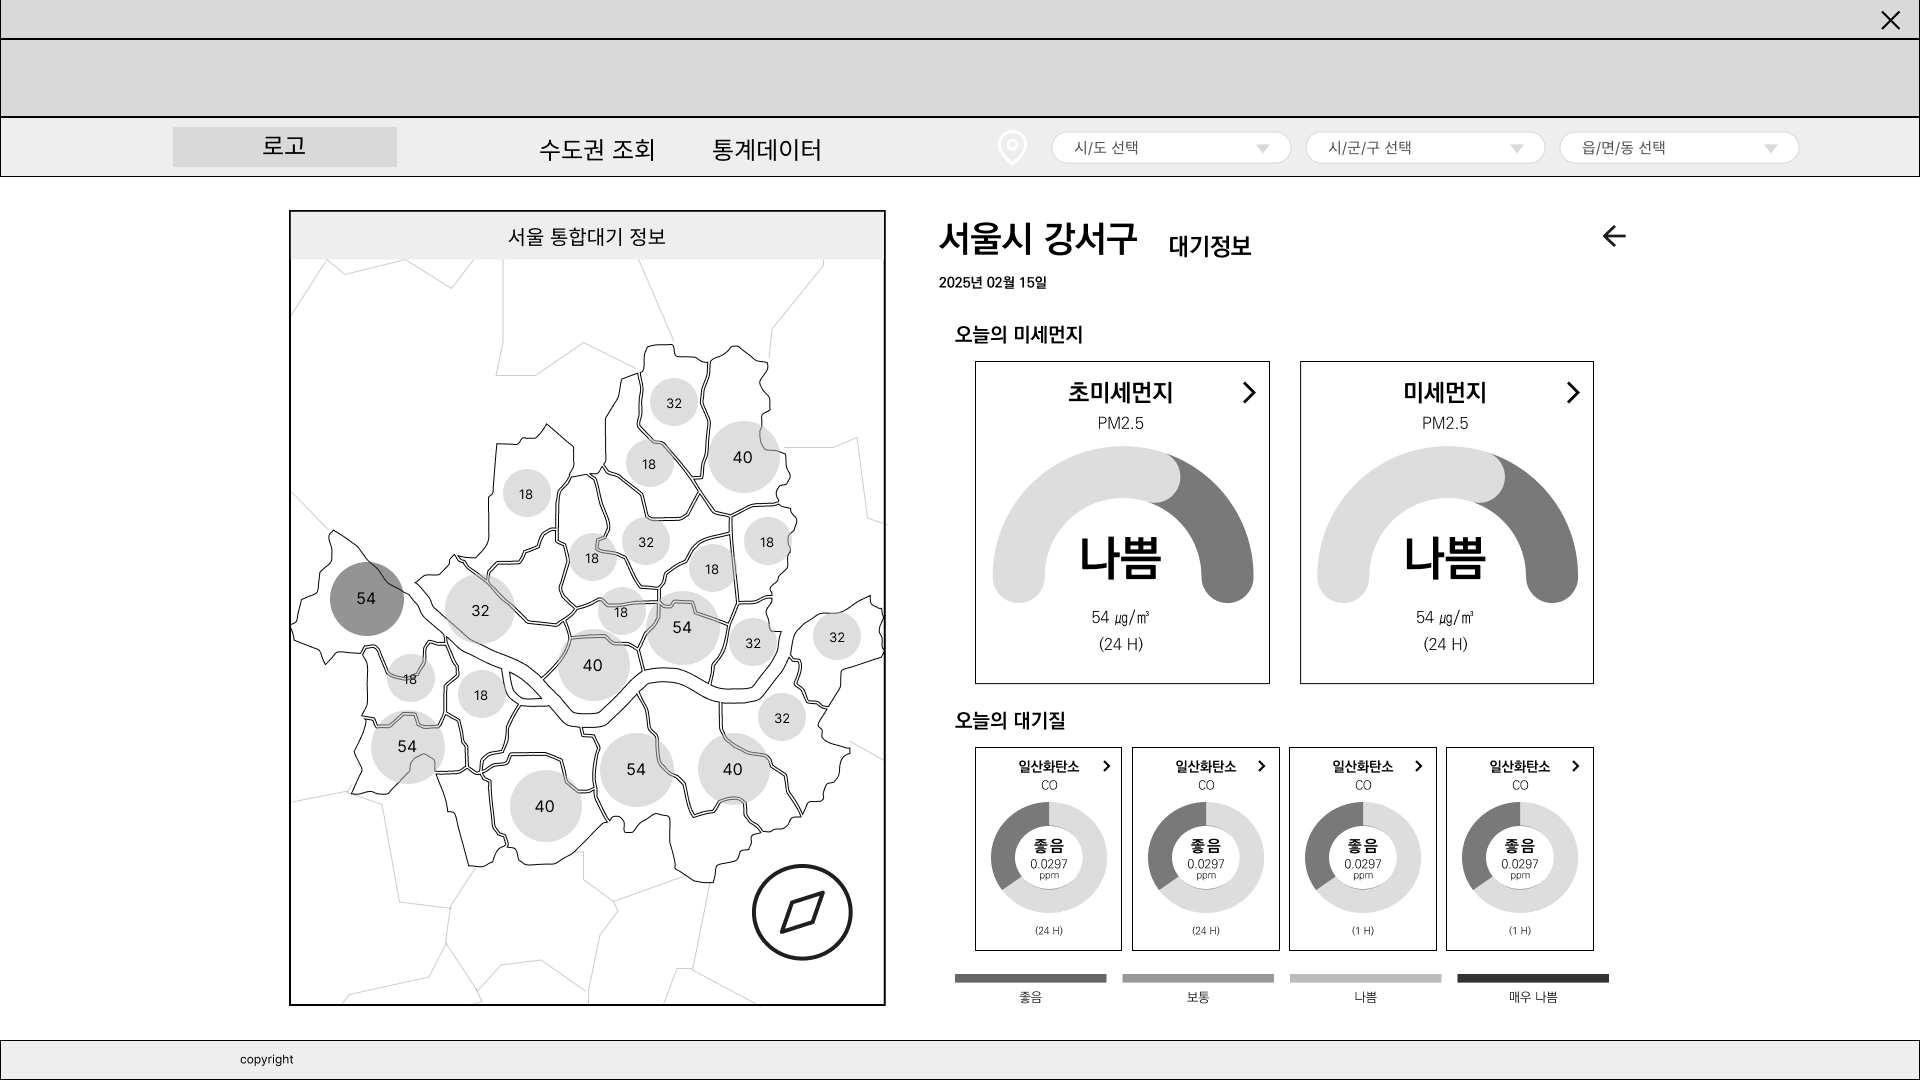 로고
수도권 조회
통계데이터
시/도 선택
시/군/구 선택
읍/면/동 선택
서울 통합대기 정보
32
40
18
18
32
18
18
18
54
32
18
54
32
32
40
18
18
32
54
54
40
40
서울시 강서구 대기정보
2025년 02월 15일
오늘의 미세먼지
초미세먼지
PM2.5
나쁨
54 ㎍/㎥
(24 H)
미세먼지
PM2.5
나쁨
54 ㎍/㎥
(24 H)
오늘의 대기질
일산화탄소
CO
좋음
0.0297
ppm
(24 H)
일산화탄소
CO
좋음
0.0297
ppm
(24 H)
일산화탄소
CO
좋음
0.0297
ppm
(1 H)
일산화탄소
CO
좋음
0.0297
ppm
(1 H)
좋음
보통
나쁨
매우 나쁨
copyright